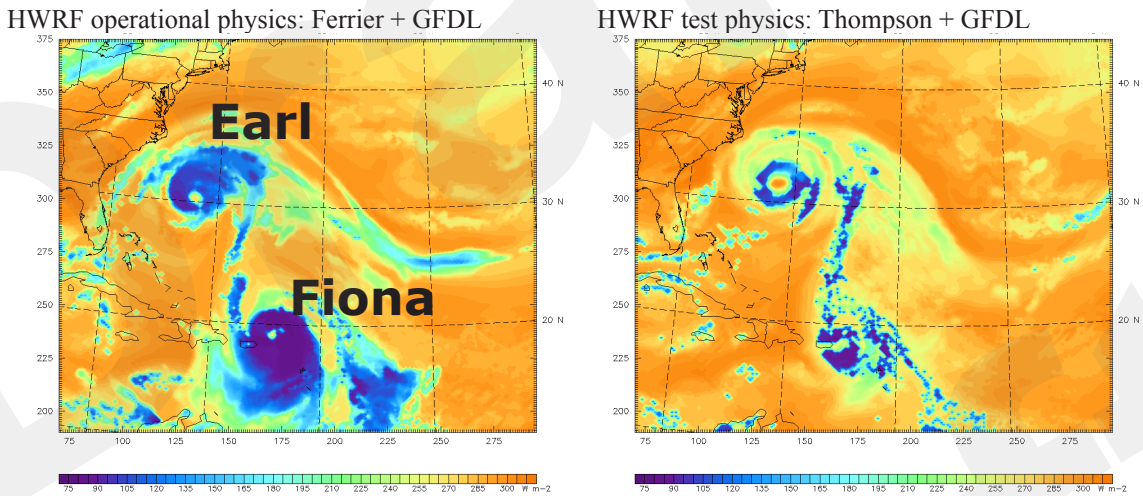 HWRF operational physics: Ferrier + GFDL
HWRF test physics: Thompson + GFDL
375
350
325
300
275
250
225
200
40 N
30 N
20 N
75 100 125 150 175 200 225 250 275
Earl
Fiona
75 90 105 120 135 150 165 180 195 210 225 240 255 270 285 300 W m-2
375
350
325
300
275
250
225
200
40 N
30 N
20 N
75 100 125 150 175 200 225 250 275
75 90 105 120 135 150 165 180 195 210 225 240 255 270 285 300 W m-2